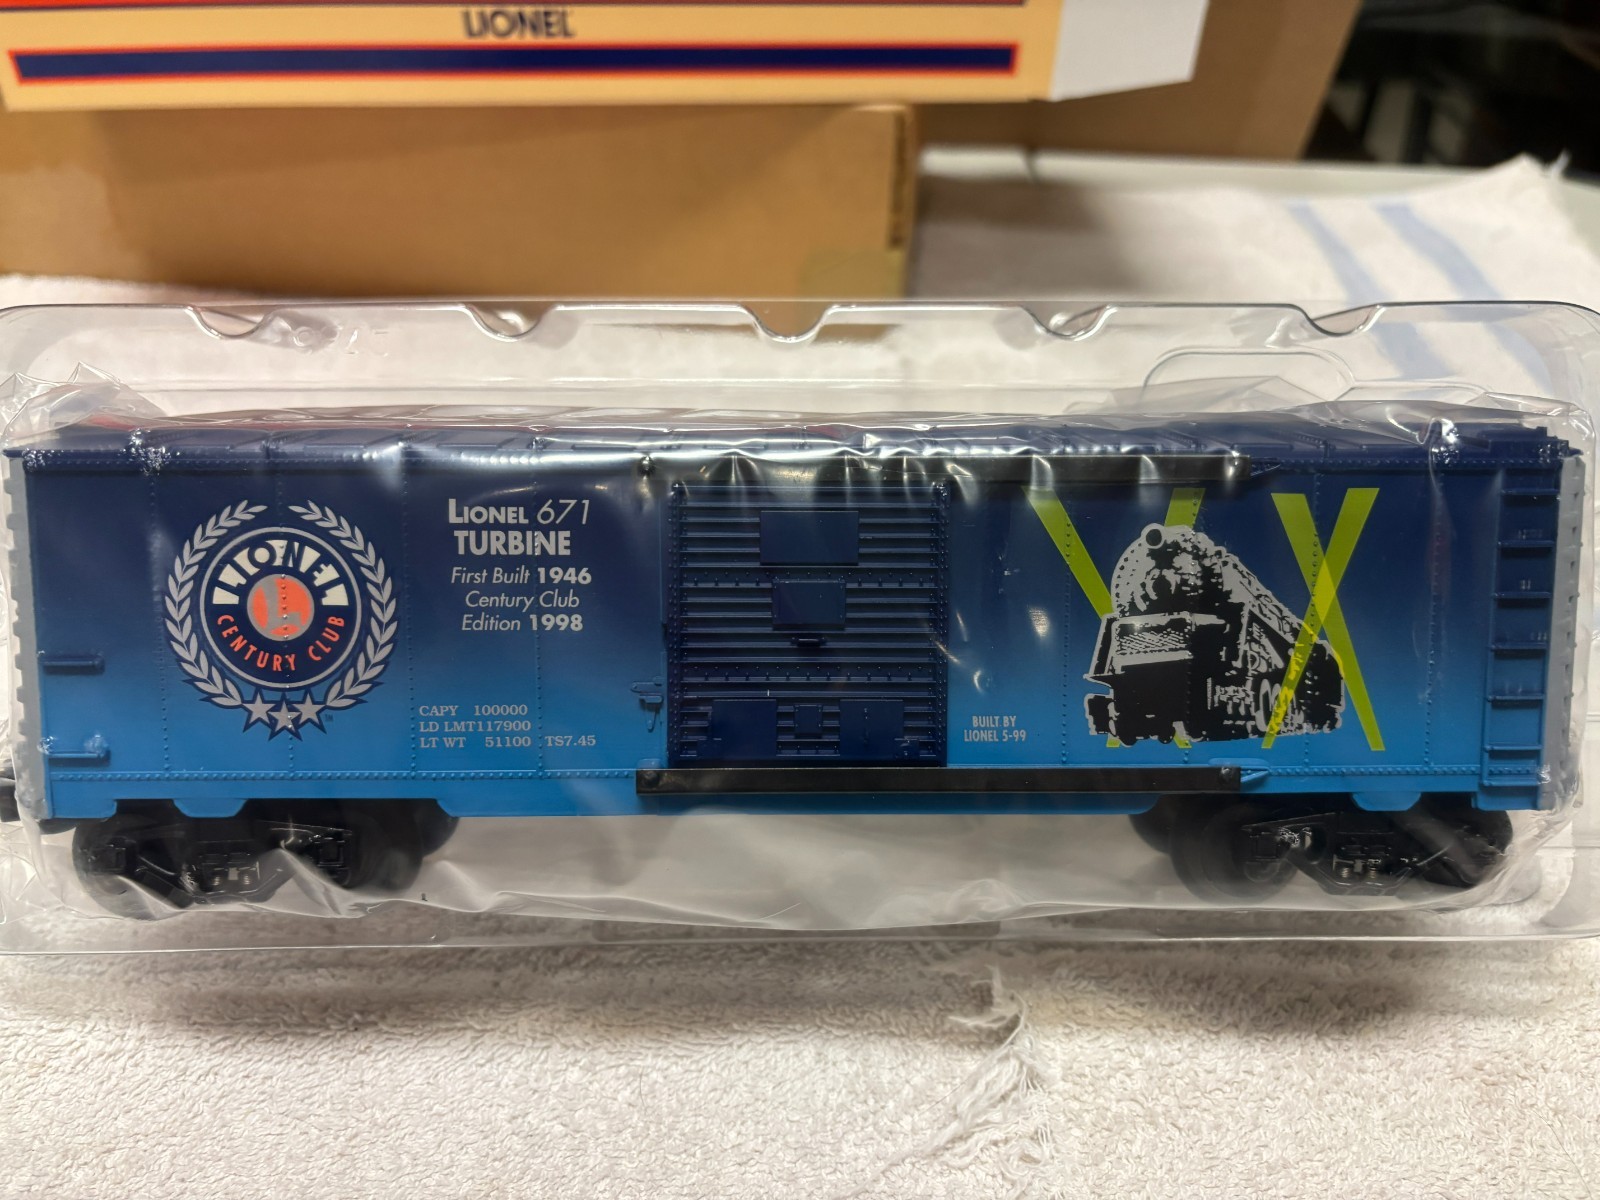 LIONEL
LIONEL
L
CENTURY CLUB
LIONEL 671
TURBINE
First Built 1946
Century Club
Edition 1998
CAPY 100000
LD LMT117900
LT WT 51100 TS7.45
BUILT BY
LIONEL 5-99